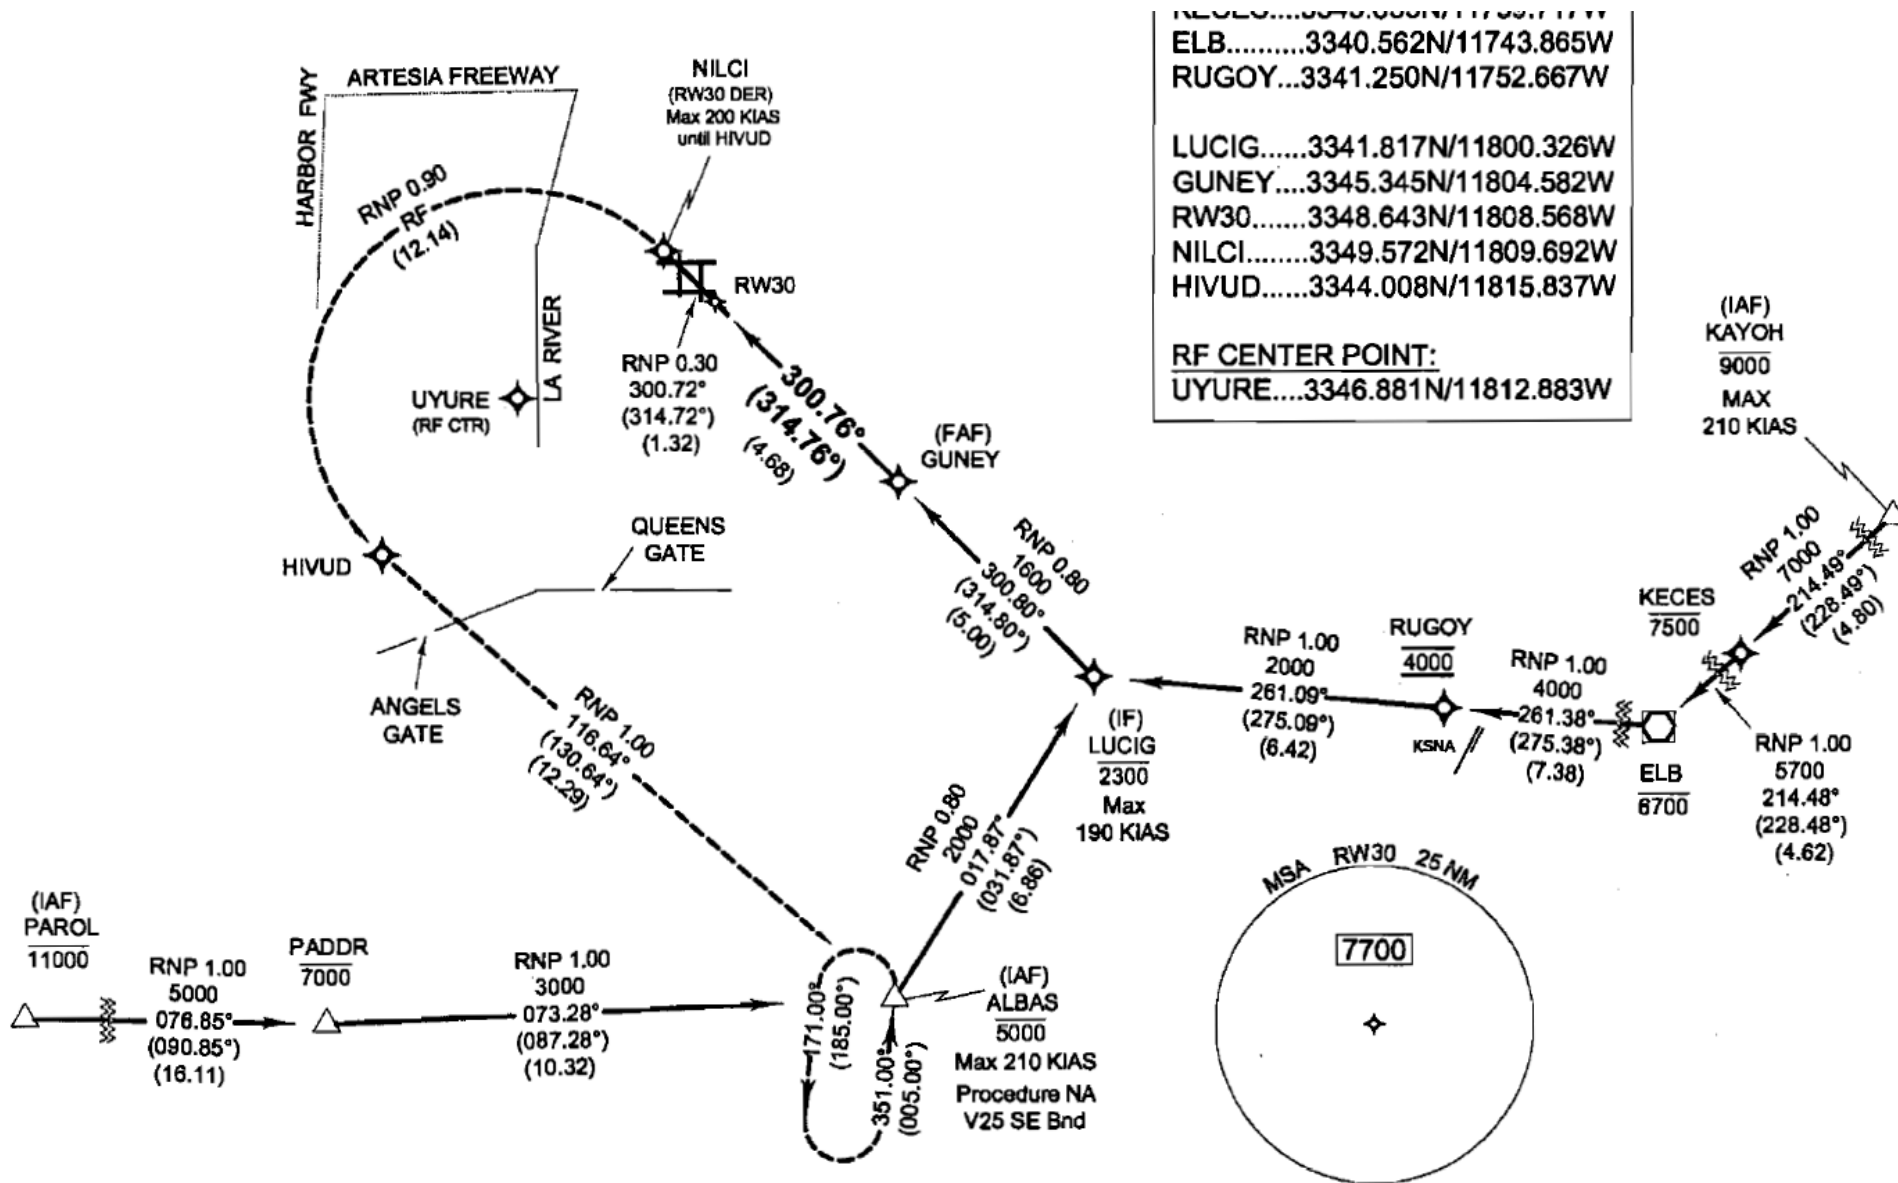 ELB..........3340.562N/11743.865W
RUGOY...3341.250N/11752.667W
LUCIG......3341.817N/11800.326W
GUNEY....3345.345N/11804.582W
RW30.......3348.643N/11808.568W
NILCI........3349.572N/11809.692W
HIVUD......3344.008N/11815.837W
RF CENTER POINT:
UYURE....3346.881N/11812.883W
ARTESIA FREEWAY
HARBOR FWY
NILCI
(RW30 DER)
Max 200 KIAS
until HIVUD
RNP 0.90
RF
(12.14)
RW30
LA RIVER
UYURE
(RF CTR)
RNP 0.30
300.72°
(314.72°)
(1.32)
300.76°
(314.76°)
(4.68)
(FAF)
GUNEY
(IAF)
KAYOH
9000
MAX
210 KIAS
RNP 1.00
7000
214.49°
(228.49°)
(4.80)
HIVUD
QUEENS
GATE
ANGELS
GATE
RNP 0.80
1600
300.80°
(314.80°)
(5.00)
KECES
7500
RUGOY
4000
RNP 1.00
2000
261.09°
(275.09°)
(6.42)
RNP 1.00
4000
261.38°
(275.38°)
(7.38)
KSNA
ELB
6700
RNP 1.00
5700
214.48°
(228.48°)
(4.62)
(IF)
LUCIG
2300
Max
190 KIAS
RNP 1.00
116.64°
(130.64°)
(12.29)
RNP 0.80
2000
017.87°
(031.87°)
(6.86)
MSA RW30 25 NM
7700
(IAF)
PAROL
11000
RNP 1.00
5000
076.85°
(090.85°)
(16.11)
PADDR
7000
RNP 1.00
3000
073.28°
(087.28°)
(10.32)
171.00°
(185.00°)
351.00°
(005.00°)
(IAF)
ALBAS
5000
Max 210 KIAS
Procedure NA
V25 SE Bnd